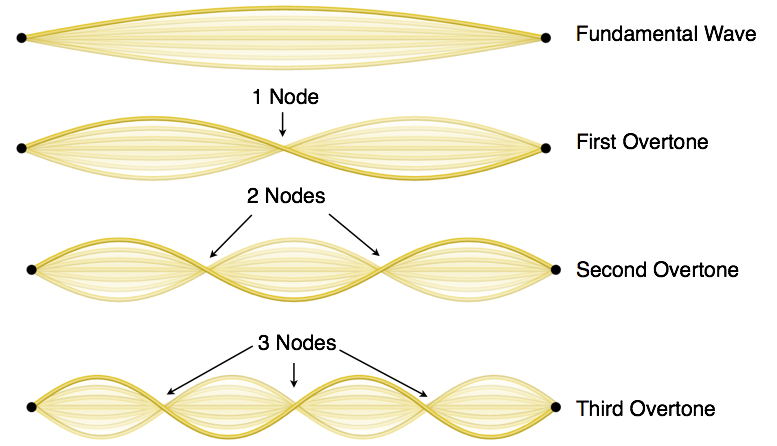 Fundamental Wave
1 Node
First Overtone
2 Nodes
Second Overtone
3 Nodes
Third Overtone